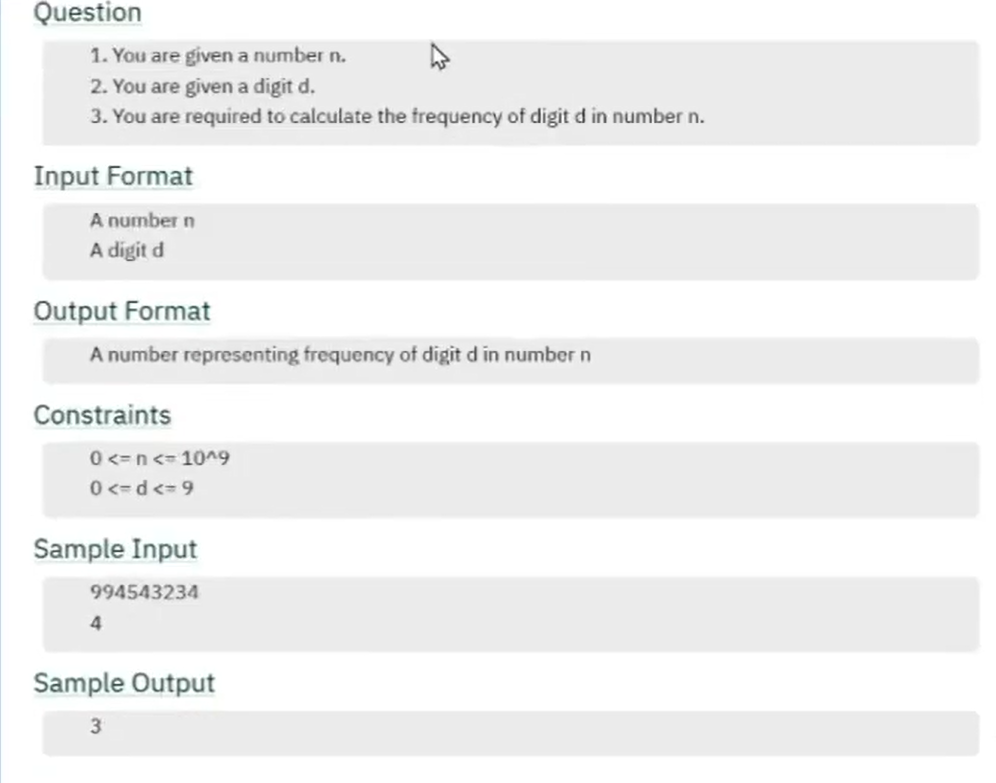 Question
1. You are given a number n.
2. You are given a digit d.
3. You are required to calculate the frequency of digit d in number n.
Input Format
A number n
A digit d
Output Format
A number representing frequency of digit d in number n
Constraints
0 <= n <= 10^9
0 <= d <= 9
Sample Input
994543234
4
Sample Output
3